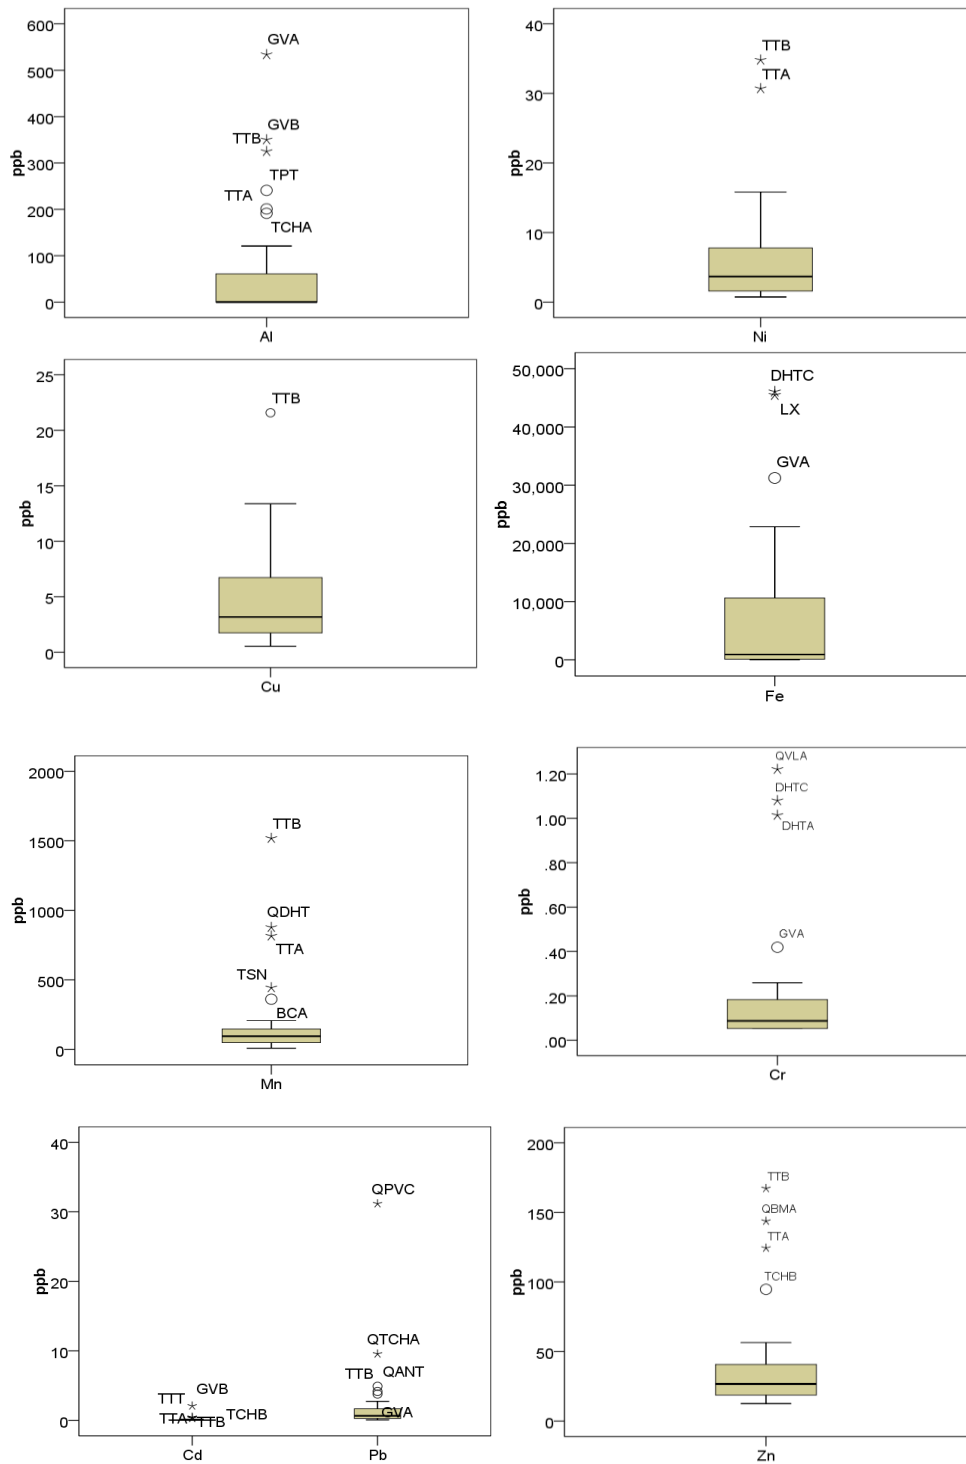 600
500
400
300
200
100
0
ppb
GVA
GVB
TTB
TPT
TTA
TCHA
Al
40
30
20
10
0
ppb
TTB
TTA
Ni
25
20
15
10
5
0
ppb
TTB
Cu
50,000
40,000
30,000
20,000
10,000
0
ppb
DHTC
LX
GVA
Fe
2000
1500
1000
500
0
ppb
TTB
QDHT
TTA
TSN
BCA
Mn
1.20
1.00
.80
.60
.40
.20
.00
ppb
QVLA
DHTC
DHTA
GVA
Cr
40
30
20
10
0
ppb
QPVC
QTCHA
TTB QANT
GVA
GVB
TTT
TCHB
TTA TTB
Cd Pb
200
150
100
50
0
ppb
TTB
QBMA
TTA
TCHB
Zn